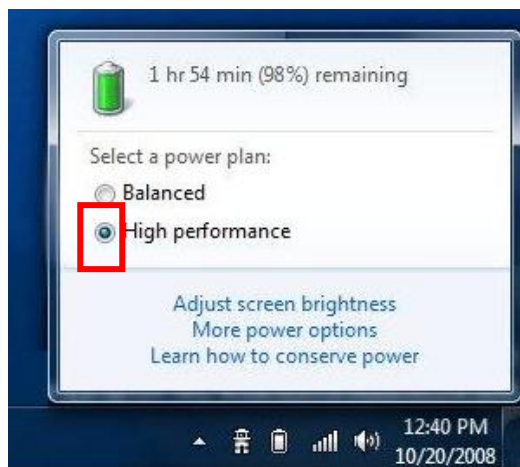 1 hr 54 min (98%) remaining
Select a power plan:
Balanced
High performance
Adjust screen brightness
More power options
Learn how to conserve power
12:40 PM
10/20/2008